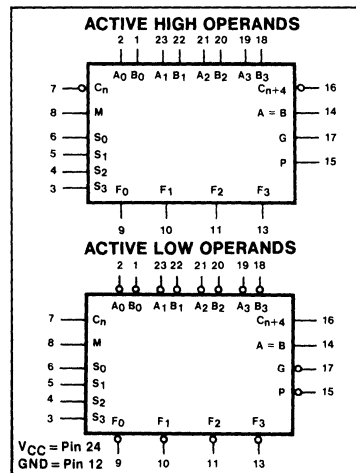 ACTIVE HIGH OPERANDS
2 1 23 22 21 20 19 18
A0 B0 A1 B1 A2 B2 A3 B3
7 Cn Cn+4 16
8 M A = B 14
6 S0 G 17
5 S1 P 15
4 S2
3 S3 F0 F1 F2 F3
9 10 11 13
ACTIVE LOW OPERANDS
2 1 23 22 21 20 19 18
A0 B0 A1 B1 A2 B2 A3 B3
7 Cn Cn+4 16
8 M A = B 14
6 S0 G 17
5 S1 P 15
4 S2
3 S3 F0 F1 F2 F3
VCC = Pin 24
GND = Pin 12 9 10 11 13